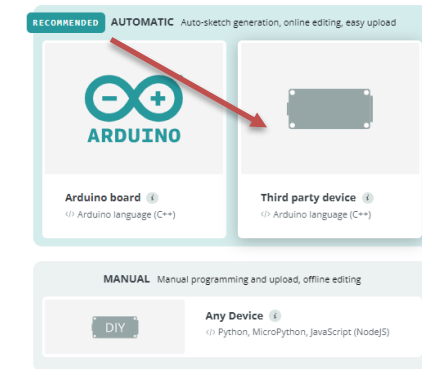 RECOMMENDED AUTOMATIC Auto-sketch generation, online editing, easy upload
ARDUINO
Arduino board i
</> Arduino language (C++)
Third party device i
</> Arduino language (C++)
MANUAL Manual programming and upload, offline editing
DIY
Any Device i
</> Python, MicroPython, JavaScript (NodeJS)